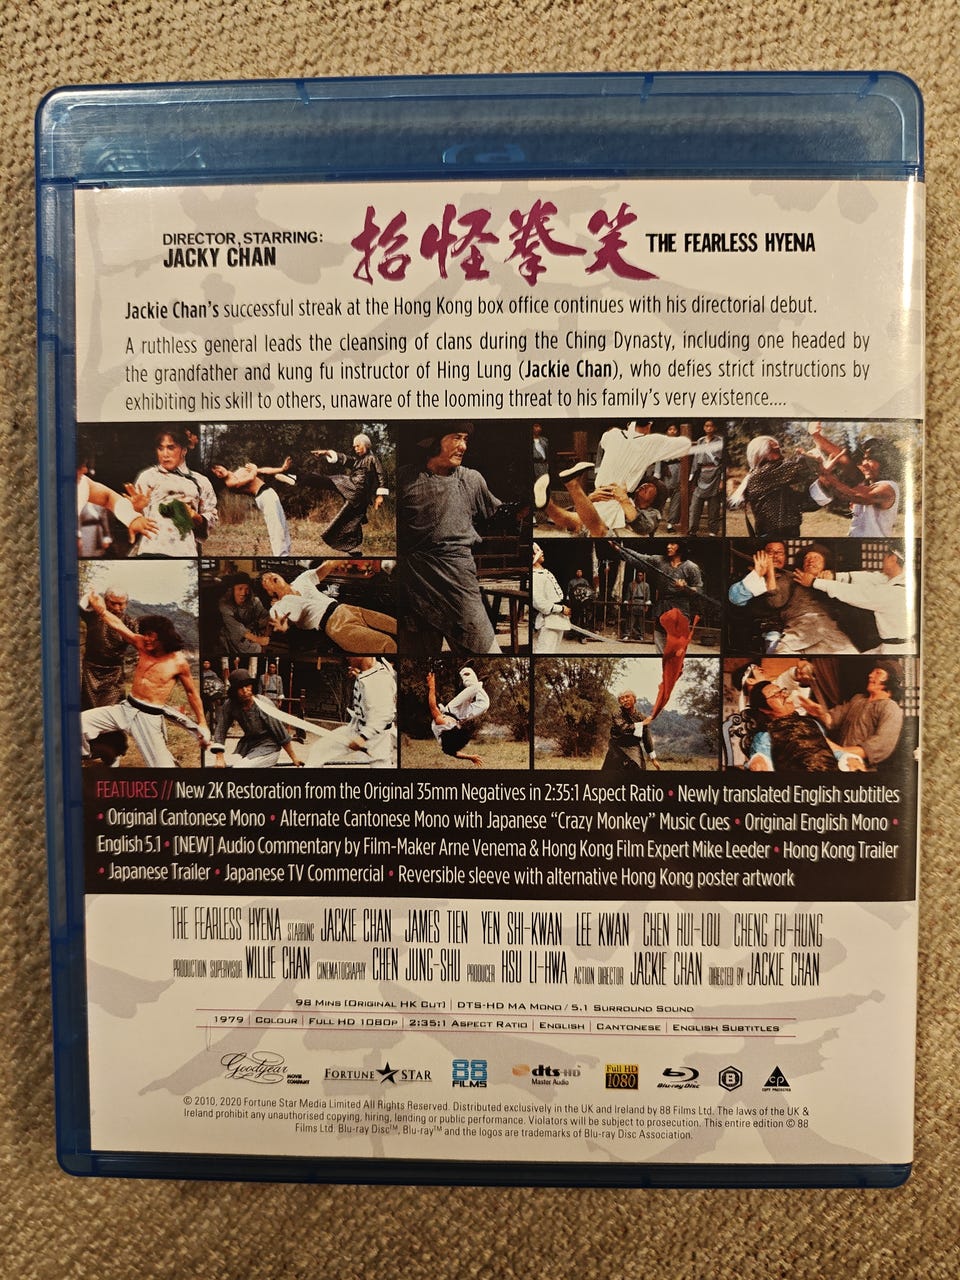 DIRECTOR, STARRING:
JACKY CHAN
招怪拳笑
THE FEARLESS HYENA
Jackie Chan's successful streak at the Hong Kong box office continues with his directorial debut.
A ruthless general leads the cleansing of clans during the Ching Dynasty, including one headed by
the grandfather and kung fu instructor of Hing Lung (Jackie Chan), who defies strict instructions by
exhibiting his skill to others, unaware of the looming threat to his family's very existence....
FEATURES // New 2K Restoration from the Original 35mm Negatives in 2:35:1 Aspect Ratio • Newly translated English subtitles
• Original Cantonese Mono • Alternate Cantonese Mono with Japanese "Crazy Monkey" Music Cues • Original English Mono •
English 5.1 • [NEW] Audio Commentary by Film-Maker Arne Venema & Hong Kong Film Expert Mike Leeder • Hong Kong Trailer
• Japanese Trailer • Japanese TV Commercial • Reversible sleeve with alternative Hong Kong poster artwork
THE FEARLESS HYENA STARRING JACKIE CHAN JAMES TIEN YEN SHI-KWAN LEE KWAN CHEN HUI-LOU CHENG FU-HUNG
PRODUCTION SUPERVISOR WILLIE CHAN CINEMATOGRAPHY CHEN JUNG-SHU PRODUCER HSU LI-HWA ACTION DIRECTOR JACKIE CHAN DIRECTED BY JACKIE CHAN
98 Mins (Original HK Cut) | DTS-HD MA Mono / 5.1 Surround Sound
1979 | Colour | Full HD 1080p | 2:35:1 Aspect Ratio | English | Cantonese | English Subtitles
Goodyear MOVIE COMPANY
FORTUNE STAR
88 FILMS
dts-HD Master Audio
Full HD 1080
Blu-ray Disc
B
CP COPY PROTECTED
© 2010, 2020 Fortune Star Media Limited All Rights Reserved. Distributed exclusively in the UK and Ireland by 88 Films Ltd. The laws of the UK &
Ireland prohibit any unauthorised copying, hiring, lending or public performance. Violators will be subject to prosecution. This entire edition © 88
Films Ltd. Blu-ray Disc™, Blu-ray™ and the logos are trademarks of Blu-ray Disc Association.